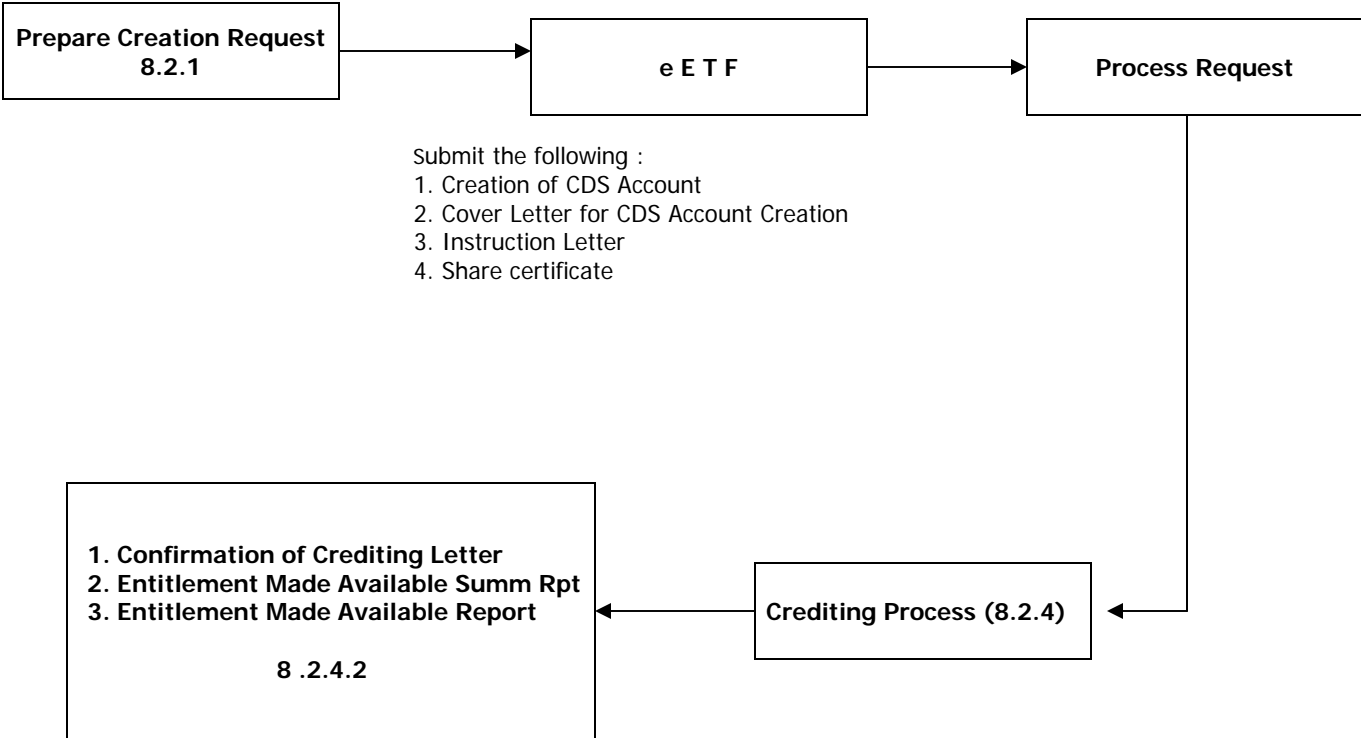 Prepare Creation Request
8.2.1
e E T F
Process Request
Submit the following :
1. Creation of CDS Account
2. Cover Letter for CDS Account Creation
3. Instruction Letter
4. Share certificate
1. Confirmation of Crediting Letter
2. Entitlement Made Available Summ Rpt
3. Entitlement Made Available Report
8 .2.4.2
Crediting Process (8.2.4)